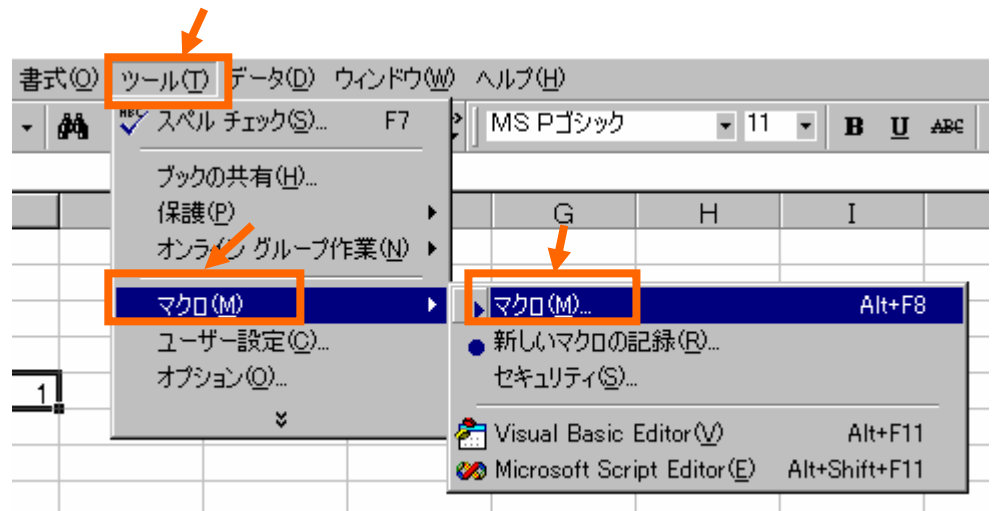 書式(O) ツール(T) データ(D) ウィンドウ(W) ヘルプ(H)
ABC スペル チェック(S)... F7
MS Pゴシック 11 B U ABC
ブックの共有(H)...
保護(P)
G H I
オンライン グループ作業(N)
マクロ(M)
マクロ(M)... Alt+F8
ユーザー設定(C)...
新しいマクロの記録(R)...
オプション(O)...
セキュリティ(S)...
1
Visual Basic Editor(V) Alt+F11
Microsoft Script Editor(E) Alt+Shift+F11